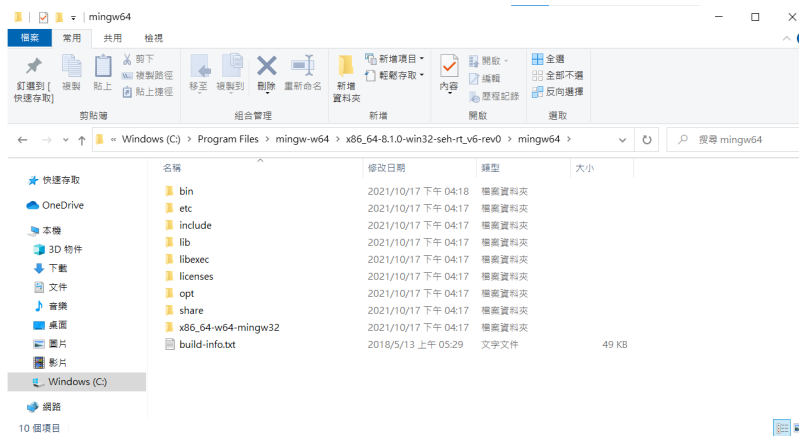 mingw64
檔案 常用 共用 檢視
釘選到 [快速存取]
複製
貼上
剪下
複製路徑
貼上捷徑
剪貼簿
移至
複製到
刪除
重新命名
組合管理
新增資料夾
新增項目
輕鬆存取
新增
內容
開啟
編輯
歷程記錄
開啟
全選
全部不選
反向選擇
選取
« Windows (C:) > Program Files > mingw-w64 > x86_64-8.1.0-win32-seh-rt_v6-rev0 > mingw64 >
搜尋 mingw64
快速存取
OneDrive
本機
3D 物件
下載
文件
音樂
桌面
圖片
影片
Windows (C:)
網路
名稱 修改日期 類型 大小
bin 2021/10/17 下午 04:18 檔案資料夾
etc 2021/10/17 下午 04:17 檔案資料夾
include 2021/10/17 下午 04:17 檔案資料夾
lib 2021/10/17 下午 04:17 檔案資料夾
libexec 2021/10/17 下午 04:17 檔案資料夾
licenses 2021/10/17 下午 04:17 檔案資料夾
opt 2021/10/17 下午 04:17 檔案資料夾
share 2021/10/17 下午 04:17 檔案資料夾
x86_64-w64-mingw32 2021/10/17 下午 04:17 檔案資料夾
build-info.txt 2018/5/13 上午 05:29 文字文件 49 KB
10 個項目